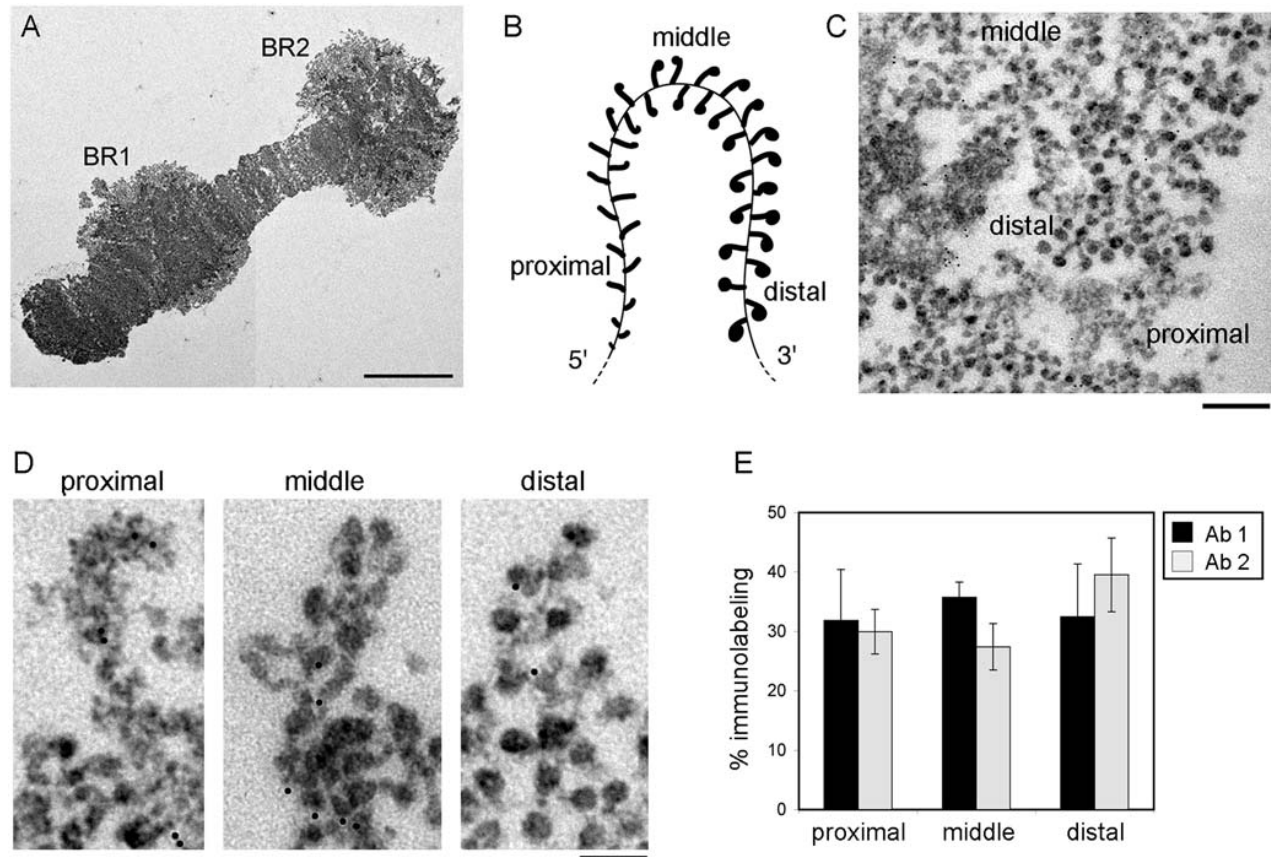 A
BR1
BR2
B
middle
proximal
distal
5'
3'
C
middle
distal
proximal
D
proximal
middle
distal
E
% immunolabeling
50
40
30
20
10
0
proximal
middle
distal
Ab 1
Ab 2